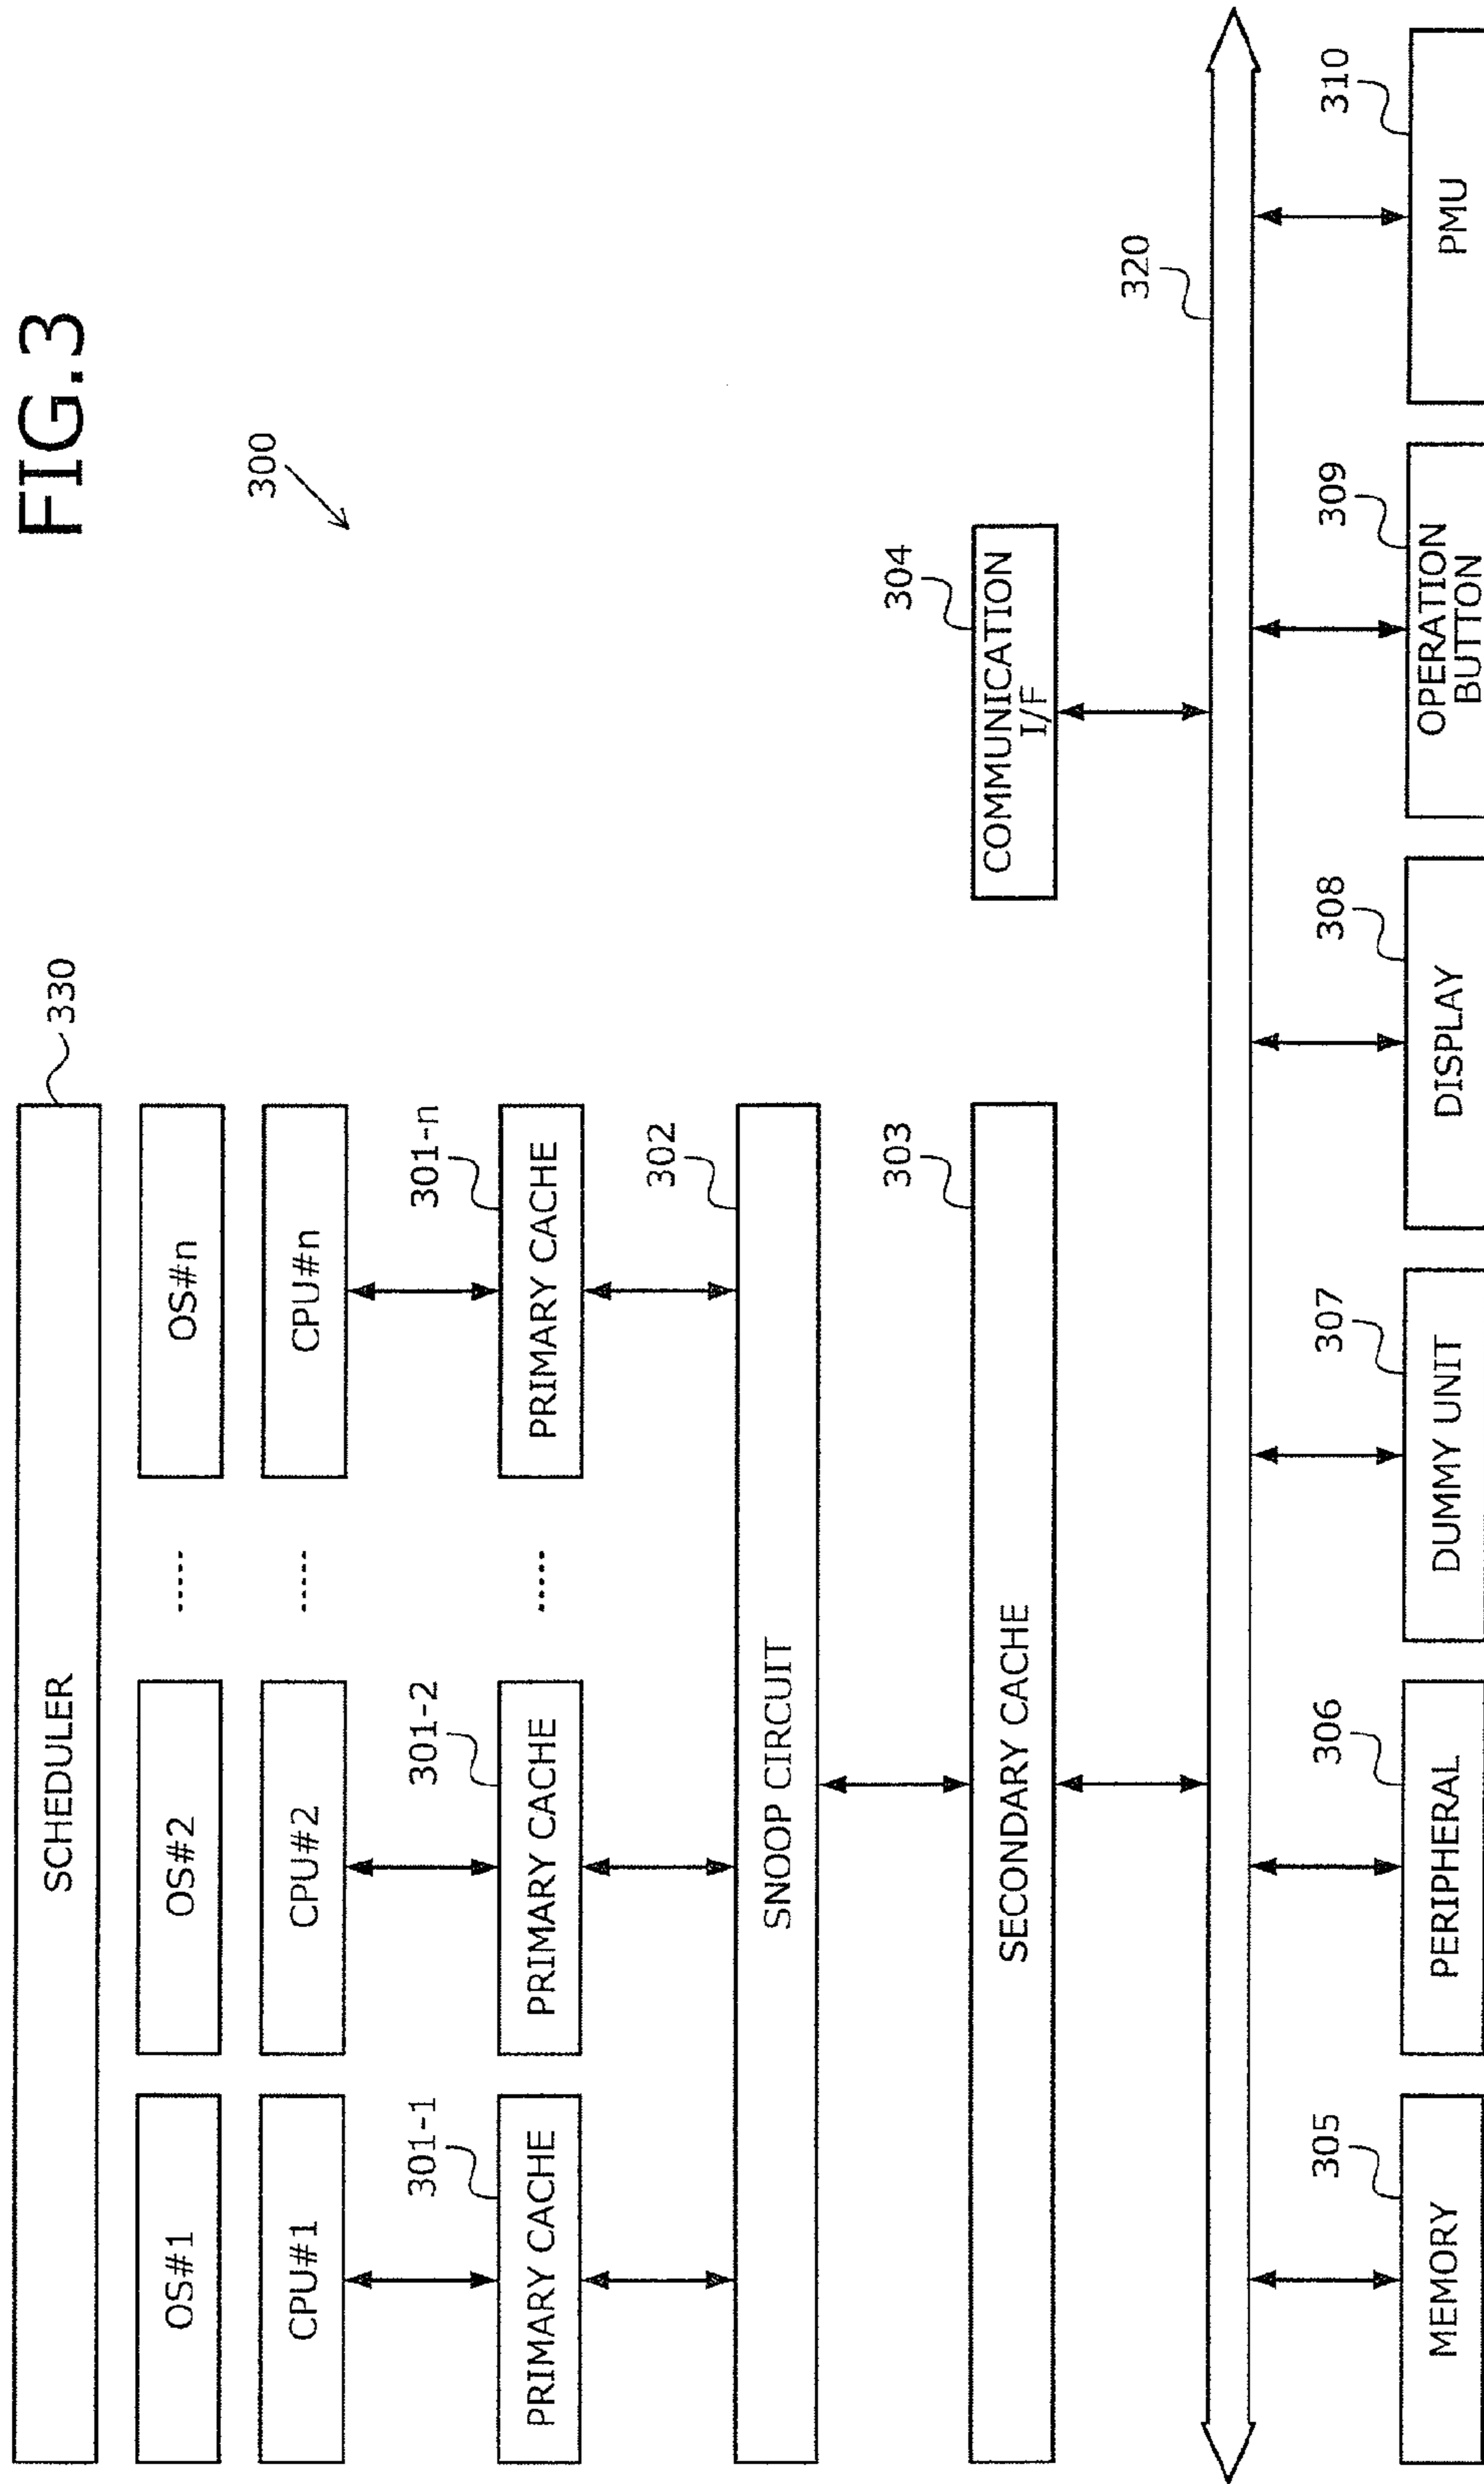 FIG.3
300
SCHEDULER
330
OS#1
OS#2
-----
OS#n
CPU#1
CPU#2
-----
CPU#n
301-1
301-2
301-n
PRIMARY CACHE
PRIMARY CACHE
-----
PRIMARY CACHE
302
SNOOP CIRCUIT
303
304
SECONDARY CACHE
COMMUNICATION
I/F
320
305
306
307
308
309
310
MEMORY
PERIPHERAL
DUMMY UNIT
DISPLAY
OPERATION
BUTTON
PMU